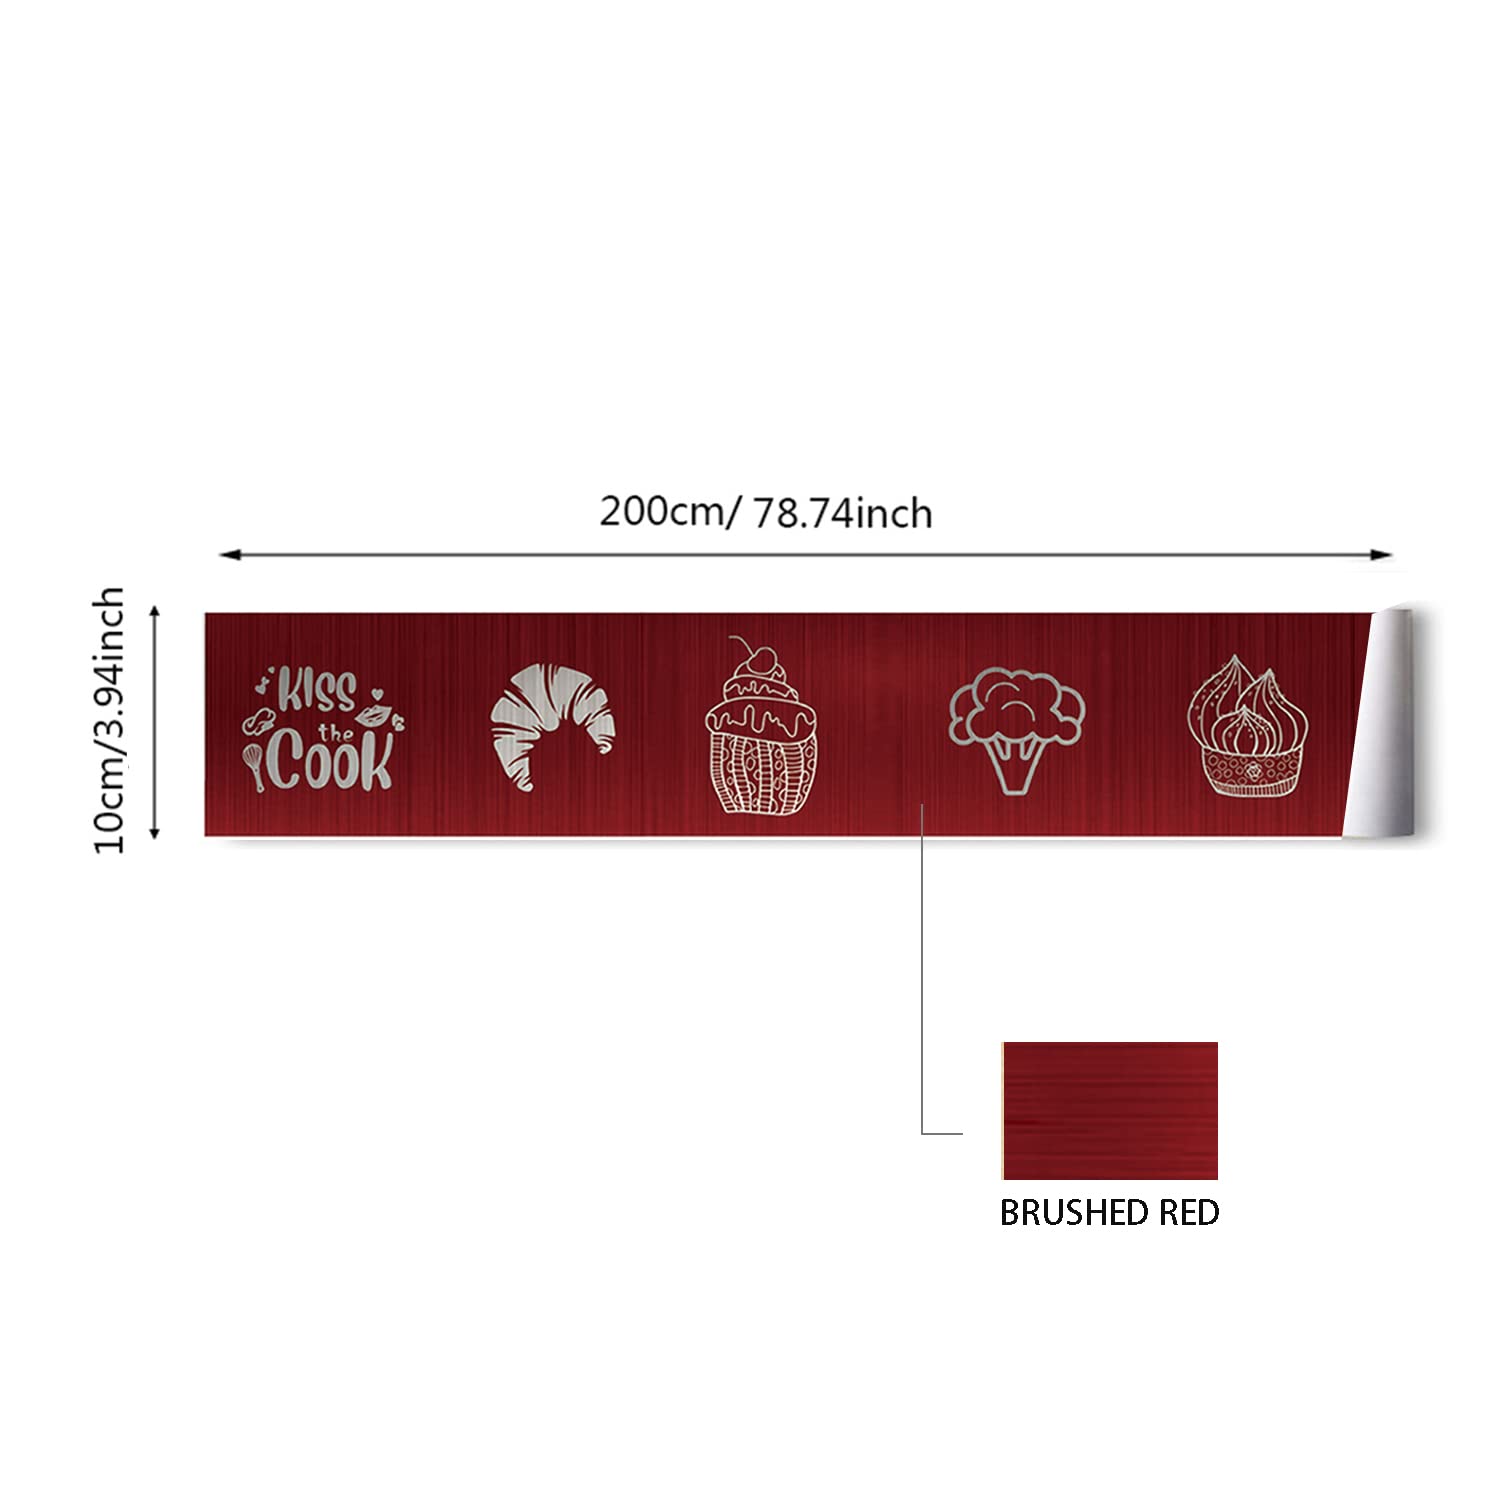 200cm/ 78.74inch
10cm/3.94inch
KIss
the
Cook
BRUSHED RED